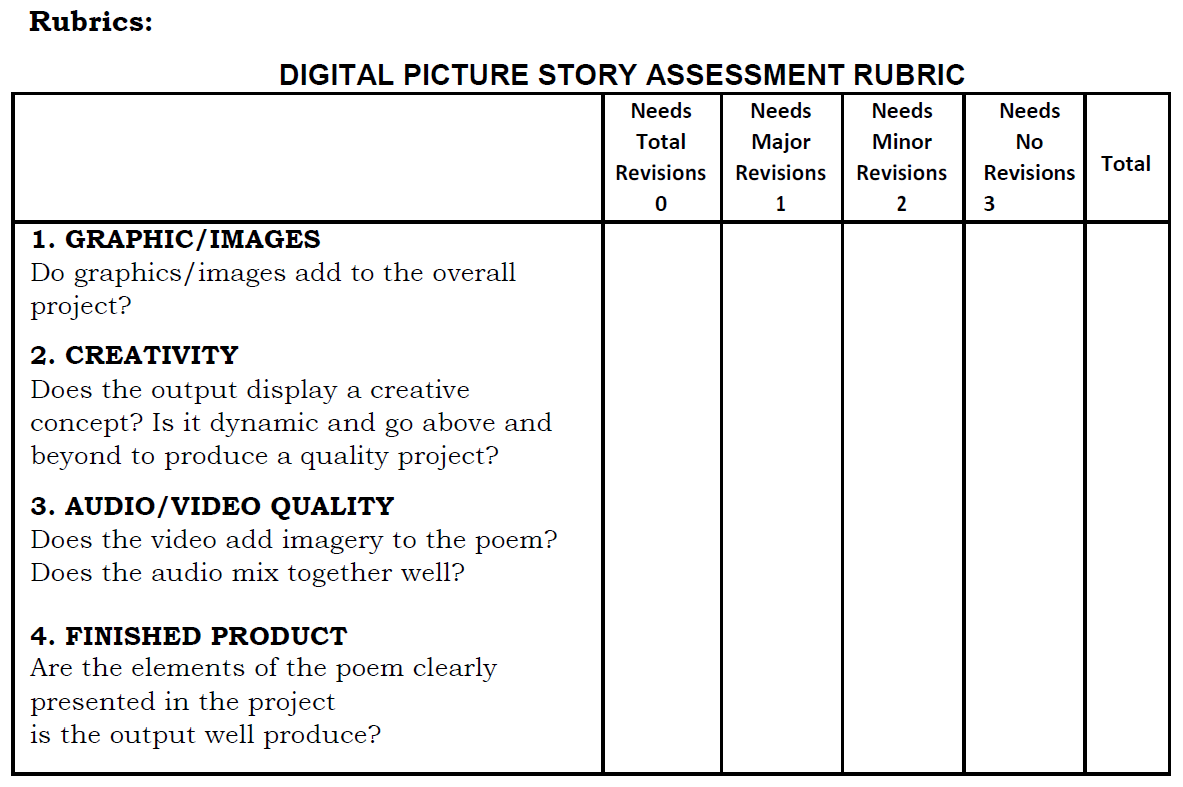 Rubrics:
DIGITAL PICTURE STORY ASSESSMENT RUBRIC
Needs Total Revisions 0
Needs Major Revisions 1
Needs Minor Revisions 2
Needs No Revisions 3
Total
1. GRAPHIC/IMAGES
Do graphics/images add to the overall
project?
2. CREATIVITY
Does the output display a creative
concept? Is it dynamic and go above and
beyond to produce a quality project?
3. AUDIO/VIDEO QUALITY
Does the video add imagery to the poem?
Does the audio mix together well?
4. FINISHED PRODUCT
Are the elements of the poem clearly
presented in the project
is the output well produce?